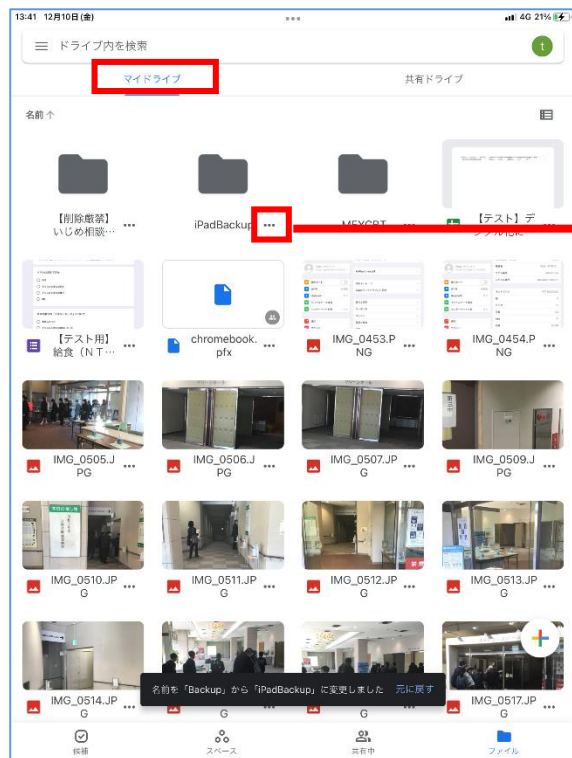 13:41 12月10日(金)
4G 21%
ドライブ内を検索
t
マイドライブ
共有ドライブ
名前 ↑
【削除厳禁】
いじめ相談…
iPadBackup
MEXCBT
【テスト】デ
ジタル化に…
【テスト用】
給食（NT…
chromebook.
pfx
IMG_0453.P
NG
IMG_0454.P
NG
IMG_0505.J
PG
IMG_0506.J
PG
IMG_0507.JP
G
IMG_0509.J
PG
IMG_0510.JP
G
IMG_0511.JP
G
IMG_0512.JP
G
IMG_0513.JP
G
IMG_0514.JP
G
G
G
IMG_0517.JP
G
名前を「Backup」から「iPadBackup」に変更しました 元に戻す
候補
スペース
共有中
ファイル